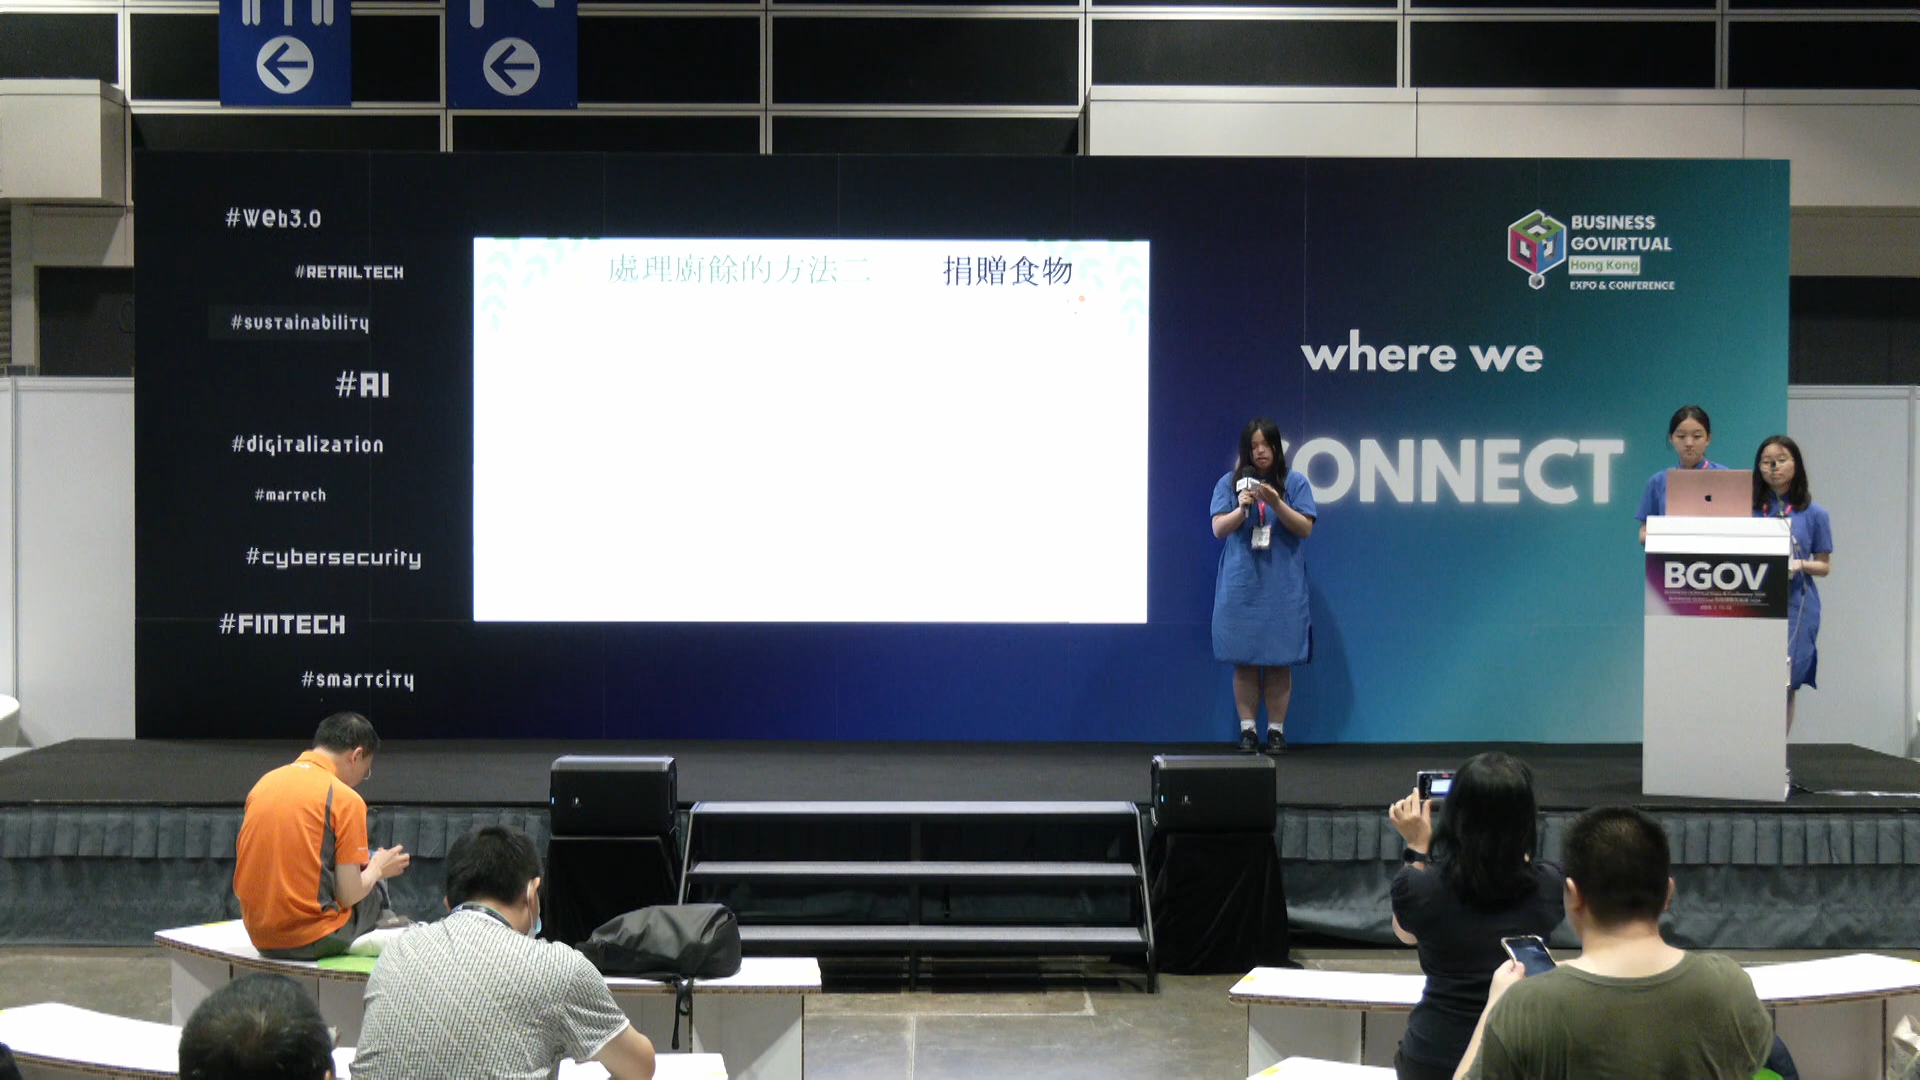 #Web3.0
#RETAILTECH
#sustainability
#AI
#digitalization
#martech
#cybersecurity
#FINTECH
#smartcity
處理廚餘的方法二 捐贈食物
BUSINESS
GOVIRTUAL
Hong Kong
EXPO & CONFERENCE
where we
ONNECT
BGOV